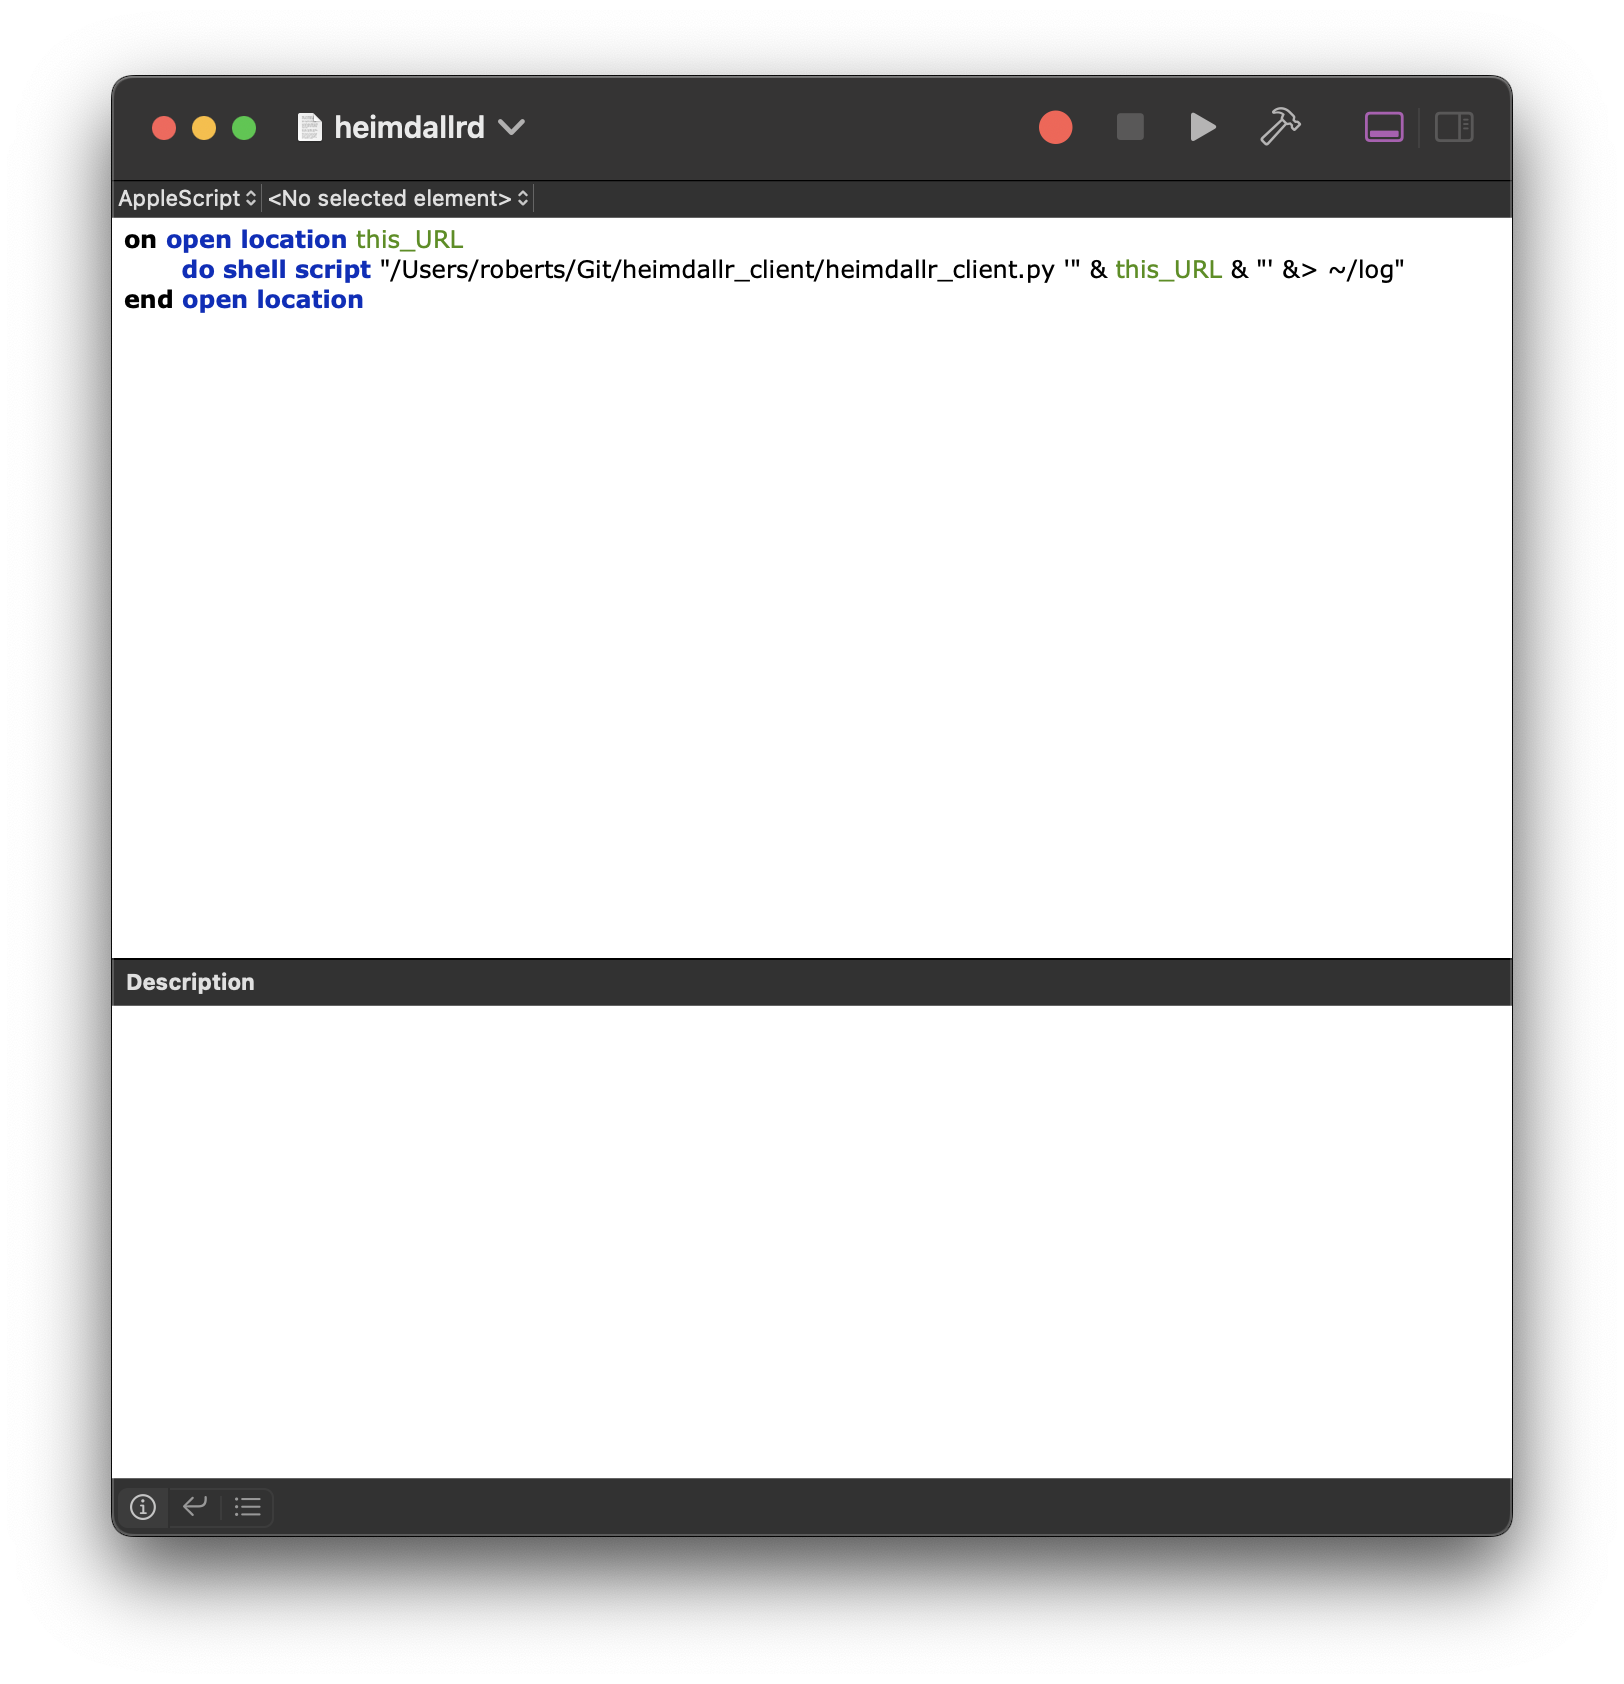 heimdallrd
AppleScript <No selected element>
on open location this_URL
do shell script "/Users/roberts/Git/heimdallr_client/heimdallr_client.py '" & this_URL & "' &> ~/log"
end open location
Description